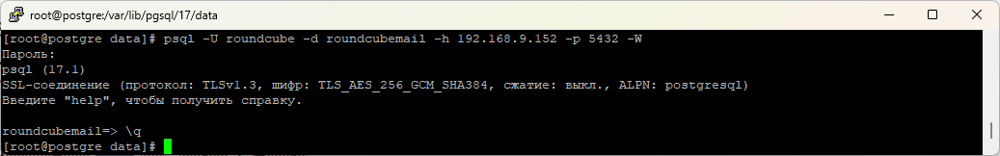 root@postgre:/var/lib/pgsql/17/data
[root@postgre data]# psql -U roundcube -d roundcubemail -h 192.168.9.152 -p 5432 -W
Пароль:
psql (17.1)
SSL-соединение (протокол: TLSv1.3, шифр: TLS_AES_256_GCM_SHA384, сжатие: выкл., ALPN: postgresql)
Введите "help", чтобы получить справку.
roundcubemail=> \q
[root@postgre data]#